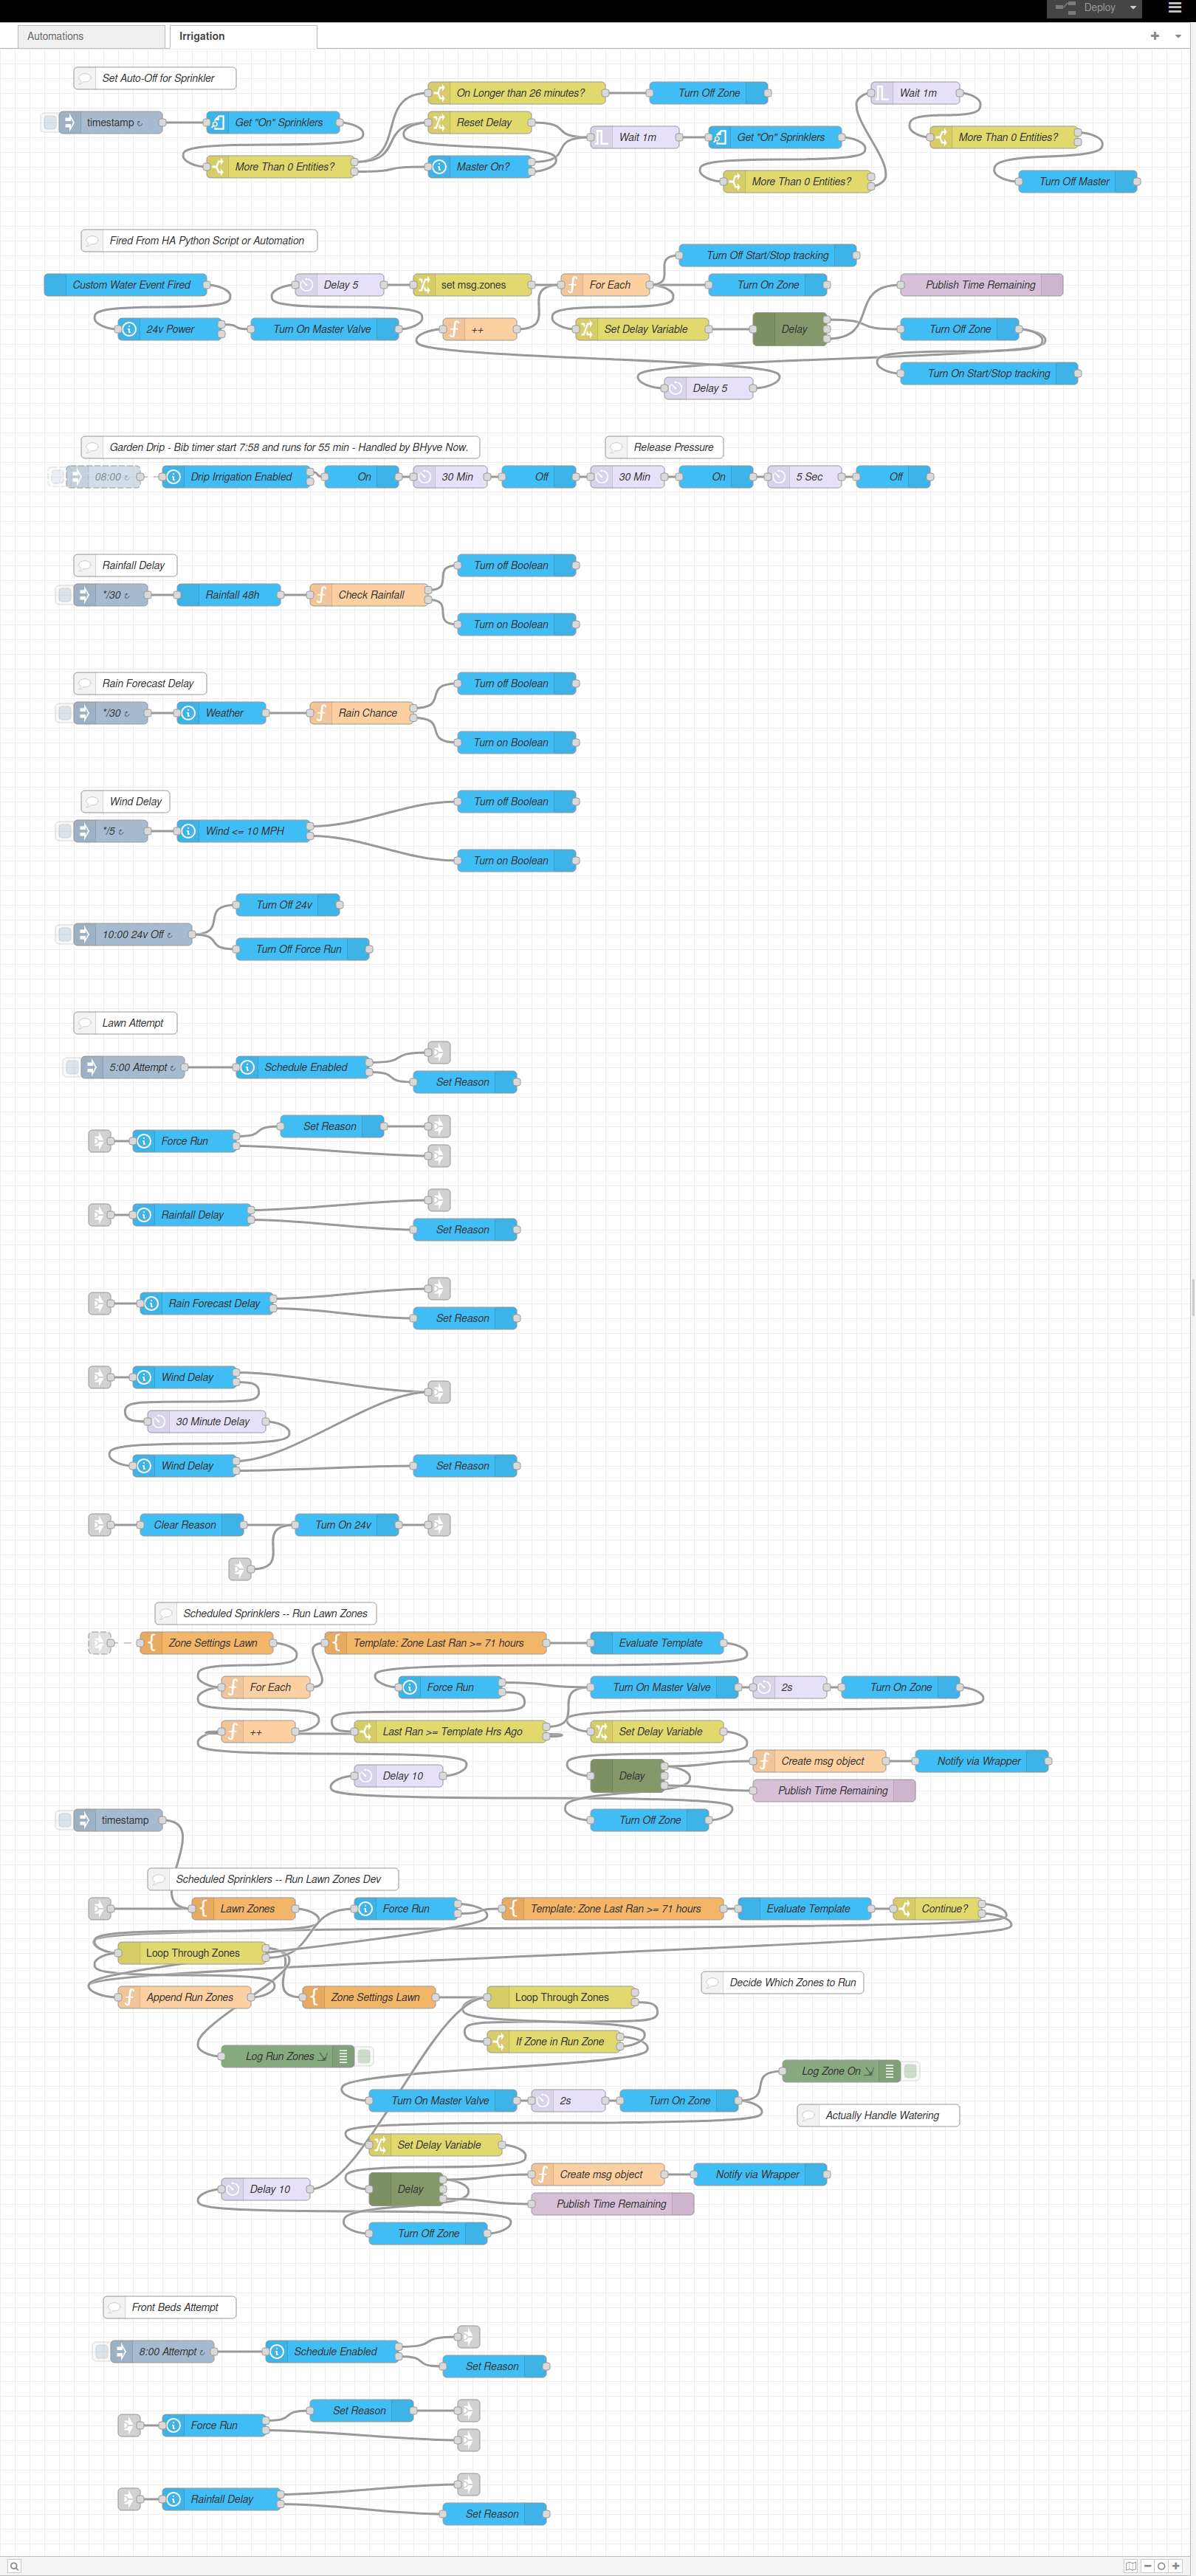 Deploy
Automations
Irrigation
Set Auto-Off for Sprinkler
On Longer than 26 minutes?
Turn Off Zone
Wait 1m
timestamp ↻
Get "On" Sprinklers
Reset Delay
Wait 1m
Get "On" Sprinklers
More Than 0 Entities?
More Than 0 Entities?
Master On?
More Than 0 Entities?
Turn Off Master
Fired From HA Python Script or Automation
Turn Off Start/Stop tracking
Custom Water Event Fired
Delay 5
set msg.zones
For Each
Turn On Zone
Publish Time Remaining
24v Power
Turn On Master Valve
++
Set Delay Variable
Delay
Turn Off Zone
Turn On Start/Stop tracking
Delay 5
Garden Drip - Bib timer start 7:58 and runs for 55 min - Handled by BHyve Now.
Release Pressure
08:00 ↻
Drip Irrigation Enabled
On
30 Min
Off
30 Min
On
5 Sec
Off
Rainfall Delay
Turn off Boolean
*/30 ↻
Rainfall 48h
Check Rainfall
Turn on Boolean
Rain Forecast Delay
Turn off Boolean
*/30 ↻
Weather
Rain Chance
Turn on Boolean
Wind Delay
Turn off Boolean
*/5 ↻
Wind <= 10 MPH
Turn on Boolean
Turn Off 24v
10:00 24v Off ↻
Turn Off Force Run
Lawn Attempt
5:00 Attempt ↻
Schedule Enabled
Set Reason
Set Reason
Force Run
Rainfall Delay
Set Reason
Rain Forecast Delay
Set Reason
Wind Delay
30 Minute Delay
Wind Delay
Set Reason
Clear Reason
Turn On 24v
Scheduled Sprinklers -- Run Lawn Zones
Zone Settings Lawn
Template: Zone Last Ran >= 71 hours
Evaluate Template
For Each
Force Run
Turn On Master Valve
2s
Turn On Zone
++
Last Ran >= Template Hrs Ago
Set Delay Variable
Create msg object
Notify via Wrapper
Delay 10
Delay
Publish Time Remaining
timestamp
Turn Off Zone
Scheduled Sprinklers -- Run Lawn Zones Dev
Lawn Zones
Force Run
Template: Zone Last Ran >= 71 hours
Evaluate Template
Continue?
Loop Through Zones
Decide Which Zones to Run
Append Run Zones
Zone Settings Lawn
Loop Through Zones
If Zone in Run Zone
Log Run Zones
Log Zone On
Turn On Master Valve
2s
Turn On Zone
Actually Handle Watering
Set Delay Variable
Create msg object
Notify via Wrapper
Delay 10
Delay
Publish Time Remaining
Turn Off Zone
Front Beds Attempt
8:00 Attempt ↻
Schedule Enabled
Set Reason
Set Reason
Force Run
Rainfall Delay
Set Reason